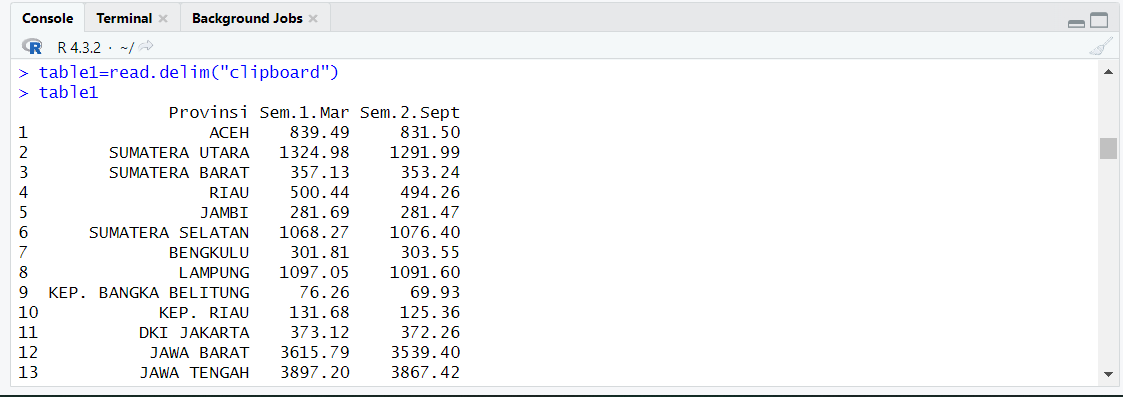 Console Terminal Background Jobs
R R 4.3.2 · ~/
> table1=read.delim("clipboard")
> table1
Provinsi Sem.1.Mar Sem.2.Sept
1 ACEH 839.49 831.50
2 SUMATERA UTARA 1324.98 1291.99
3 SUMATERA BARAT 357.13 353.24
4 RIAU 500.44 494.26
5 JAMBI 281.69 281.47
6 SUMATERA SELATAN 1068.27 1076.40
7 BENGKULU 301.81 303.55
8 LAMPUNG 1097.05 1091.60
9 KEP. BANGKA BELITUNG 76.26 69.93
10 KEP. RIAU 131.68 125.36
11 DKI JAKARTA 373.12 372.26
12 JAWA BARAT 3615.79 3539.40
13 JAWA TENGAH 3897.20 3867.42